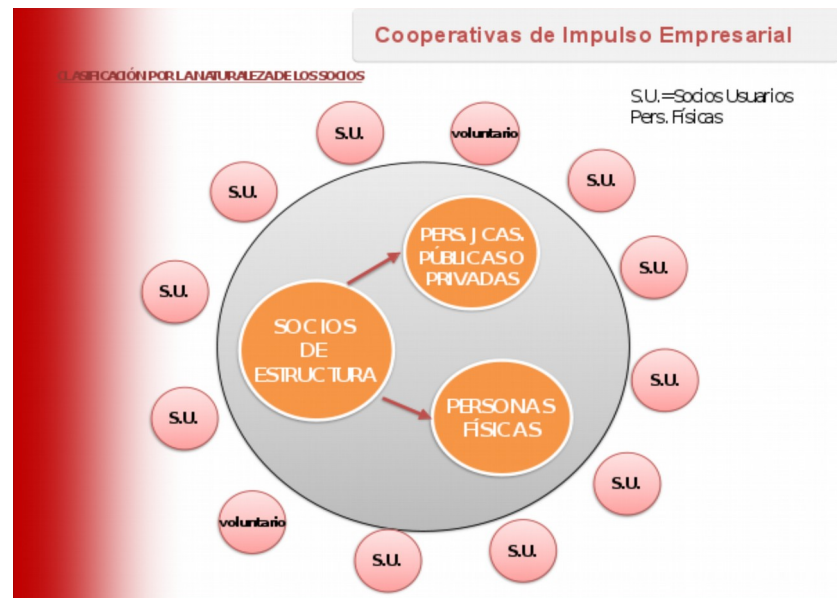 Cooperativas de Impulso Empresarial
CLASIFICACIÓN POR LA NATURALEZA DE LOS SOCIOS
S.U.=Socios Usuarios
Pers. Físicas
S.U.
voluntario
S.U.
S.U.
PERS. JCAS.
PÚBLICAS O
PRIVADAS
S.U.
S.U.
SOCIOS
DE
ESTRUCTURA
S.U.
PERSONAS
FÍSICAS
S.U.
S.U.
voluntario
S.U.
S.U.